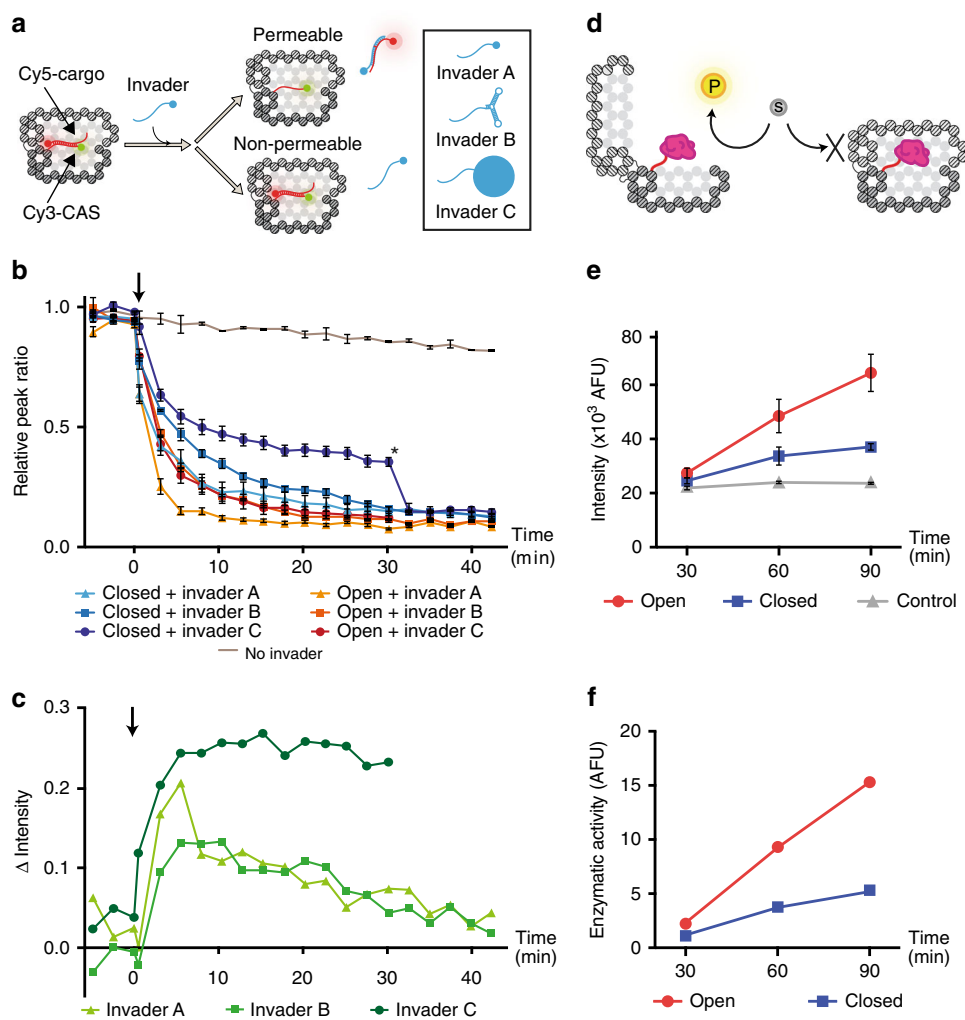 a
Cy5-cargo
Invader
Cy3-CAS
Permeable
Non-permeable
Invader A
Invader B
Invader C
d
P
S
b
Relative peak ratio
1.0
0.5
0.0
*
0
10
20
30
40
Time
(min)
Closed + invader A
Open + invader A
Closed + invader B
Open + invader B
Closed + invader C
Open + invader C
No invader
e
Intensity (x10³ AFU)
80
60
40
20
0
30
60
90
Time
(min)
Open
Closed
Control
c
Δ Intensity
0.3
0.2
0.1
0.0
0
10
20
30
40
Time
(min)
Invader A
Invader B
Invader C
f
Enzymatic activity (AFU)
20
15
10
5
0
30
60
90
Time
(min)
Open
Closed